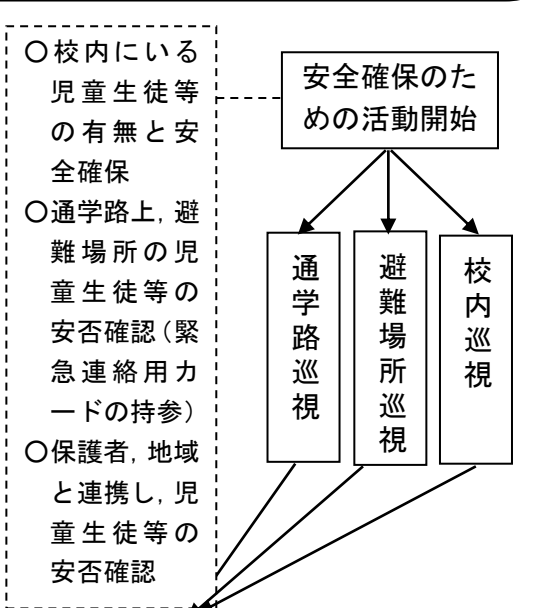 〇校内にいる
児童生徒等
の有無と安
全確保
〇通学路上，避
難場所の児
童生徒等の
安否確認（緊
急連絡用カ
ードの持参）
〇保護者，地域
と連携し，児
童生徒等の
安否確認
安全確保のた
めの活動開始
通学路巡視
避難場所巡視
校内巡視